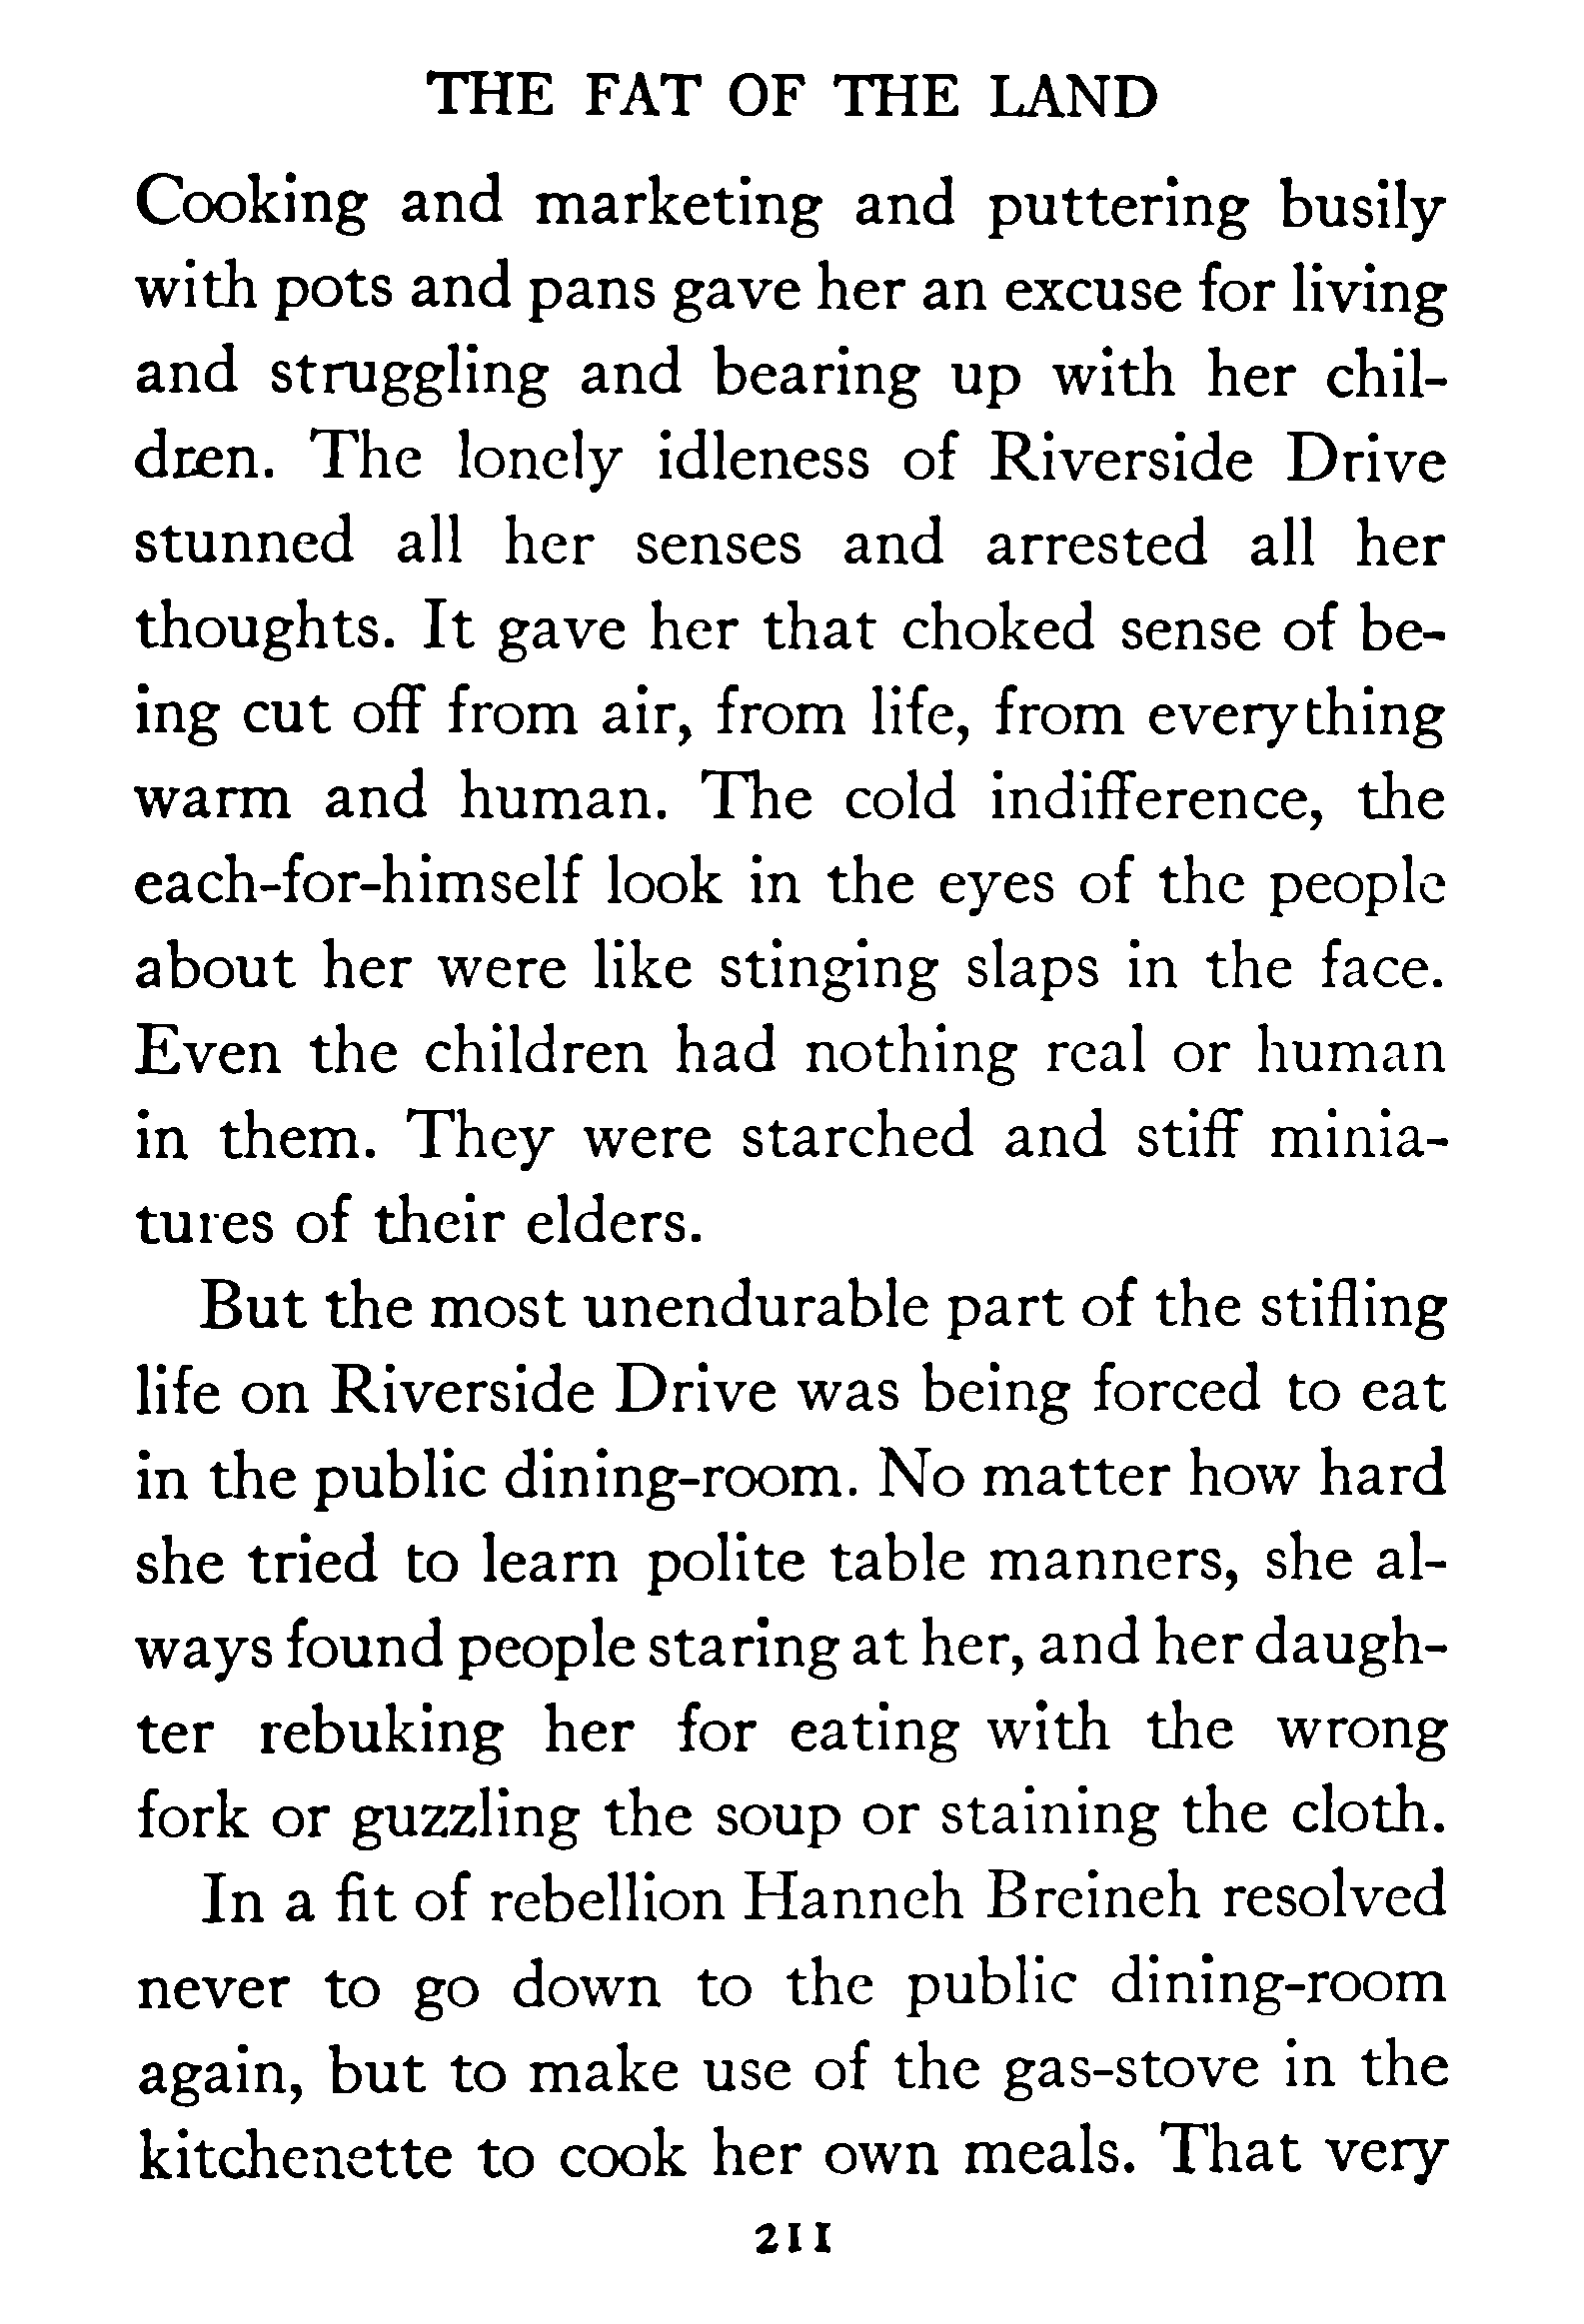 THE FAT OF THE LAND
Cooking and marketing and puttering busily
with pots and pans gave her an excuse for living
and struggling and bearing up with her chil-
dren. The lonely idleness of Riverside Drive
stunned all her senses and arrested all her
thoughts. It gave her that choked sense of be-
ing cut off from air, from life, from everything
warm and human. The cold indifference, the
each-for-himself look in the eyes of the people
about her were like stinging slaps in the face.
Even the children had nothing real or human
in them. They were starched and stiff minia-
tures of their elders.
But the most unendurable part of the stifling
life on Riverside Drive was being forced to eat
in the public dining-room. No matter how hard
she tried to learn polite table manners, she al-
ways found people staring at her, and her daugh-
ter rebuking her for eating with the wrong
fork or guzzling the soup or staining the cloth.
In a fit of rebellion Hanneh Breineh resolved
never to go down to the public dining-room
again, but to make use of the gas-stove in the
kitchenette to cook her own meals. That very
211